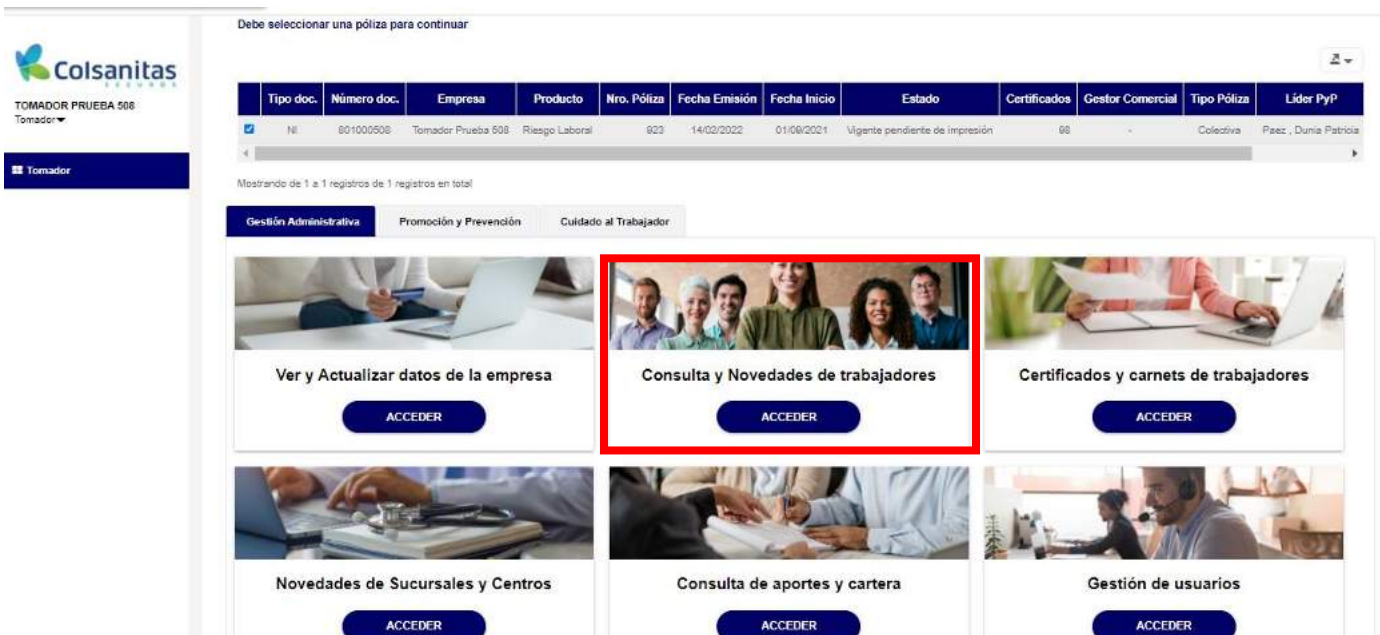 Debe seleccionar una póliza para continuar
Colsanitas
SEGUROS
TOMADOR PRUEBA 508
Tomador
Tomador
Tipo doc. Número doc. Empresa Producto Nro. Póliza Fecha Emisión Fecha Inicio Estado Certificados Gestor Comercial Tipo Póliza Líder PyP
NI 801000508 Tomador Prueba 508 Riesgo Laboral 923 14/02/2022 01/09/2021 Vigente pendiente de impresión 98 - Colectiva Paez , Dunia Patricia
Mostrando de 1 a 1 registros de 1 registros en total
Gestión Administrativa Promoción y Prevención Cuidado al Trabajador
Ver y Actualizar datos de la empresa Consulta y Novedades de trabajadores Certificados y carnets de trabajadores
ACCEDER ACCEDER ACCEDER
Novedades de Sucursales y Centros Consulta de aportes y cartera Gestión de usuarios
ACCEDER ACCEDER ACCEDER